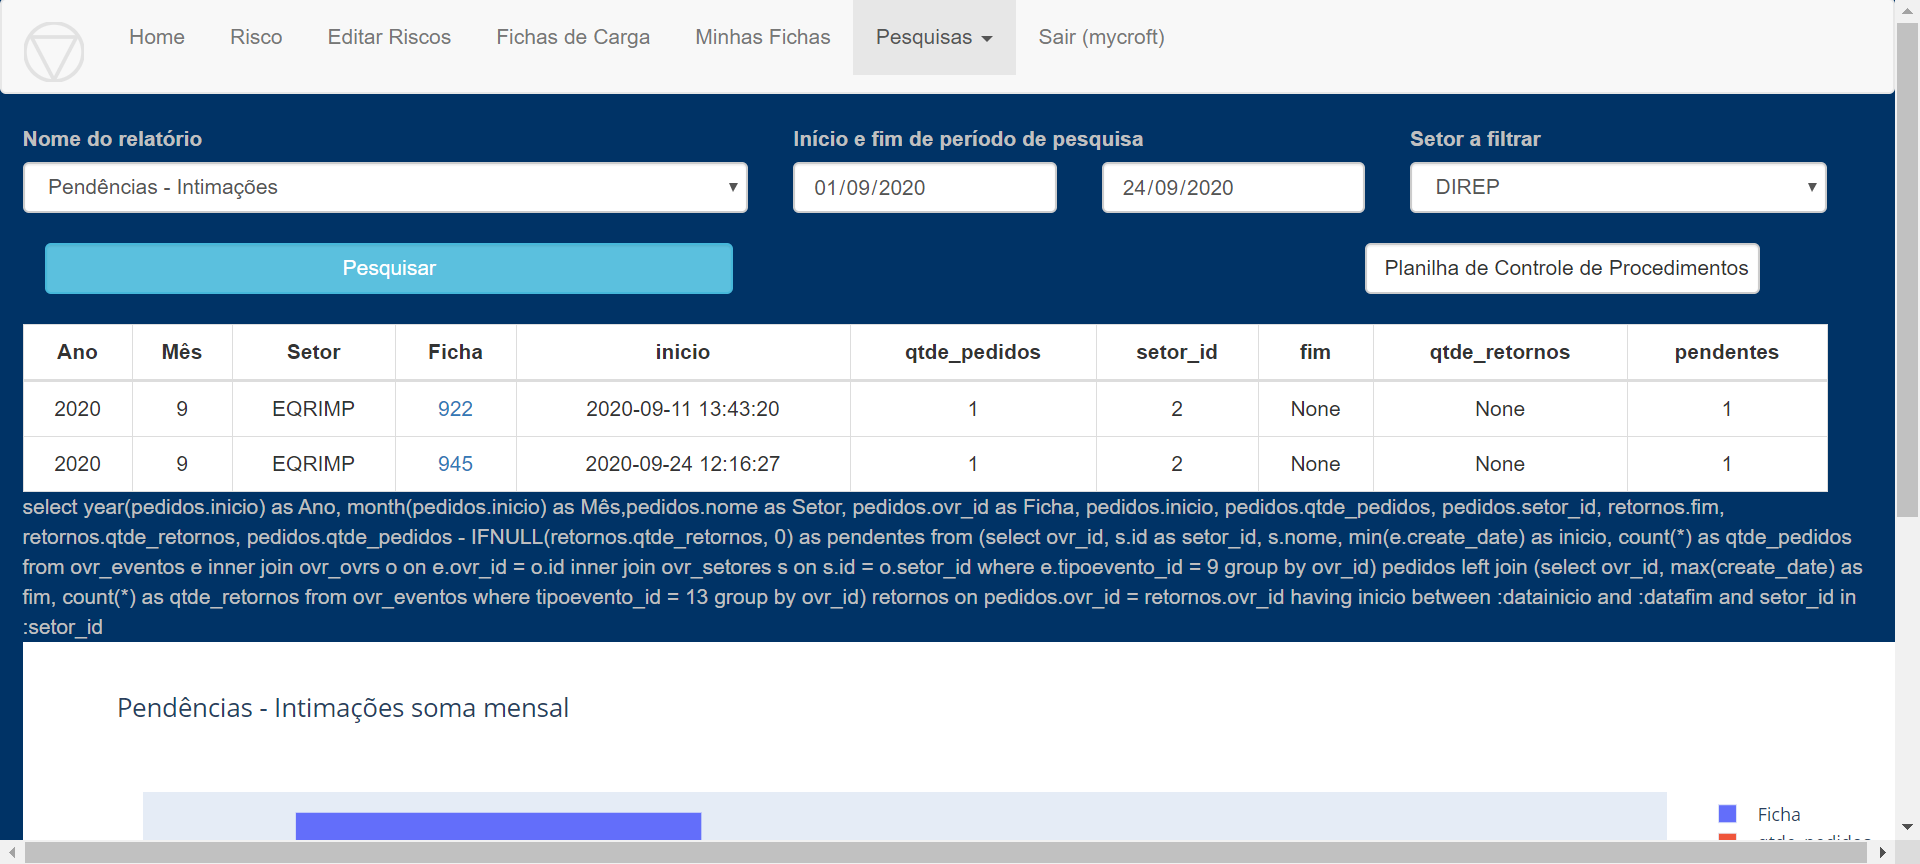 Home Risco Editar Riscos Fichas de Carga Minhas Fichas Pesquisas Sair (mycroft)
Nome do relatório Início e fim de período de pesquisa Setor a filtrar
Pendências - Intimações 01/09/2020 24/09/2020 DIREP
Pesquisar Planilha de Controle de Procedimentos
Ano Mês Setor Ficha inicio qtde_pedidos setor_id fim qtde_retornos pendentes
2020 9 EQRIMP 922 2020-09-11 13:43:20 1 2 None None 1
2020 9 EQRIMP 945 2020-09-24 12:16:27 1 2 None None 1
select year(pedidos.inicio) as Ano, month(pedidos.inicio) as Mês,pedidos.nome as Setor, pedidos.ovr_id as Ficha, pedidos.inicio, pedidos.qtde_pedidos, pedidos.setor_id, retornos.fim,
retornos.qtde_retornos, pedidos.qtde_pedidos - IFNULL(retornos.qtde_retornos, 0) as pendentes from (select ovr_id, s.id as setor_id, s.nome, min(e.create_date) as inicio, count(*) as qtde_pedidos
from ovr_eventos e inner join ovr_ovrs o on e.ovr_id = o.id inner join ovr_setores s on s.id = o.setor_id where e.tipoevento_id = 9 group by ovr_id) pedidos left join (select ovr_id, max(create_date) as
fim, count(*) as qtde_retornos from ovr_eventos where tipoevento_id = 13 group by ovr_id) retornos on pedidos.ovr_id = retornos.ovr_id having inicio between :datainicio and :datafim and setor_id in
:setor_id
Pendências - Intimações soma mensal
Ficha